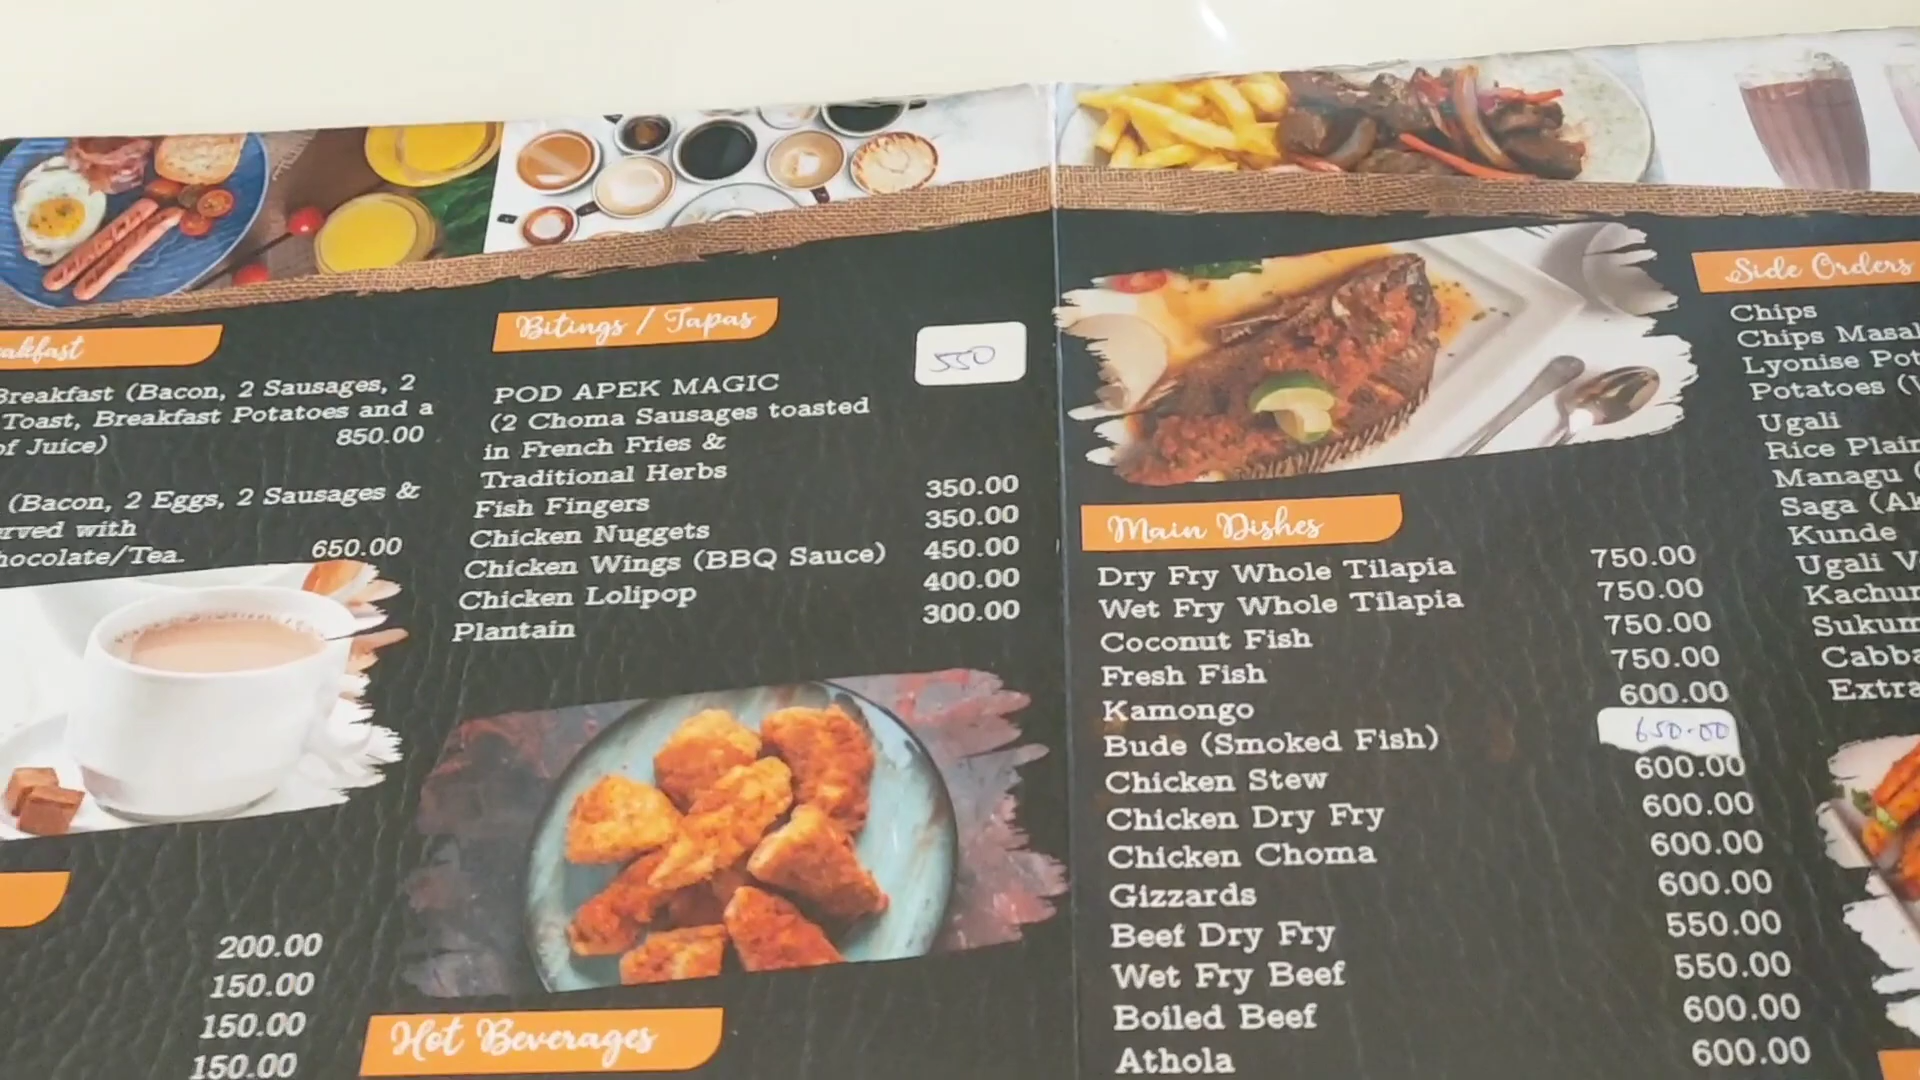 akfast
Breakfast (Bacon, 2 Sausages, 2
Toast, Breakfast Potatoes and a
of Juice) 850.00
(Bacon, 2 Eggs, 2 Sausages &
rved with
hocolate/Tea. 650.00
200.00
150.00
150.00
150.00
Bitings / Tapas
550
POD APEK MAGIC
(2 Choma Sausages toasted
in French Fries &
Traditional Herbs
Fish Fingers 350.00
Chicken Nuggets 350.00
Chicken Wings (BBQ Sauce) 450.00
Chicken Lolipop 400.00
Plantain 300.00
Hot Beverages
Main Dishes
Dry Fry Whole Tilapia 750.00
Wet Fry Whole Tilapia 750.00
Coconut Fish 750.00
Fresh Fish 750.00
Kamongo 600.00
Bude (Smoked Fish) 650.00
Chicken Stew 600.00
Chicken Dry Fry 600.00
Chicken Choma 600.00
Gizzards 600.00
Beef Dry Fry 550.00
Wet Fry Beef 550.00
Boiled Beef 600.00
Athola 600.00
Side Orders
Chips
Chips Masal
Lyonise Pot
Potatoes (
Ugali
Rice Plain
Managu (
Saga (Ak
Kunde
Ugali
Kachu
Sukum
Cabba
Extra